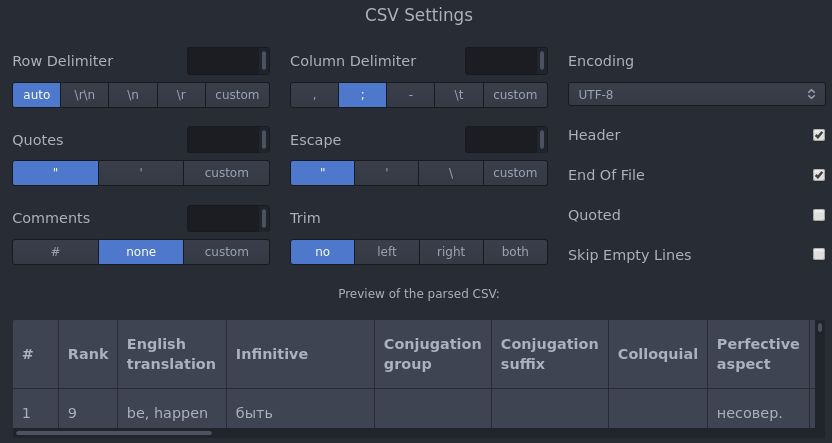 CSV Settings
Row Delimiter
auto \r\n \n \r custom
Column Delimiter
, ; - \t custom
Encoding
UTF-8
Quotes
" ' custom
Escape
" ' \ custom
Header
End Of File
Quoted
Skip Empty Lines
Comments
# none custom
Trim
no left right both
Preview of the parsed CSV:
# Rank English translation Infinitive Conjugation group Conjugation suffix Colloquial Perfective aspect
1 9 be, happen быть несовер.